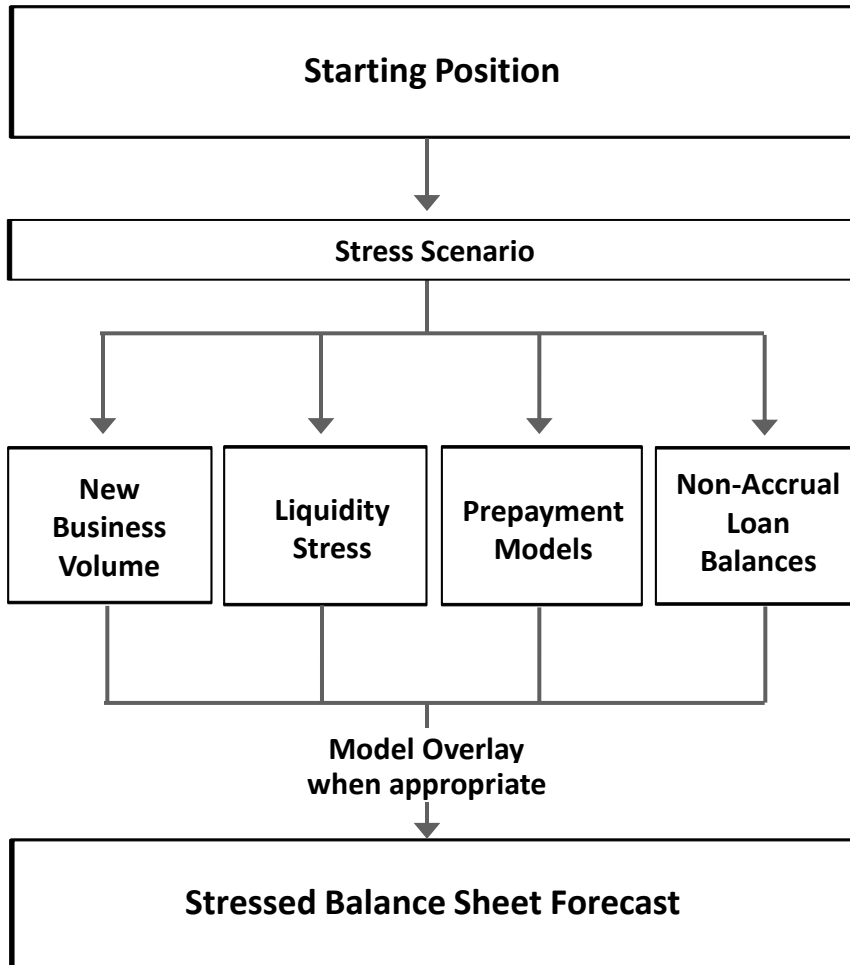 Starting Position
Stress Scenario
New
Business
Volume
Liquidity
Stress
Prepayment
Models
Non-Accrual
Loan
Balances
Model Overlay
when appropriate
Stressed Balance Sheet Forecast